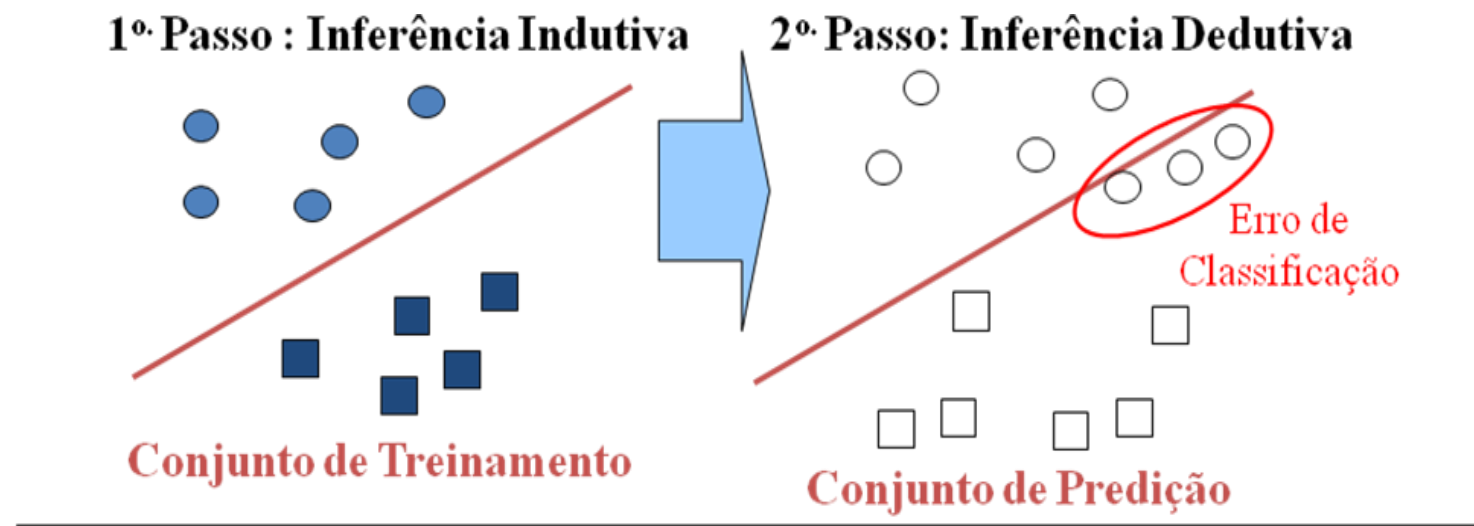 1º. Passo : Inferência Indutiva
2º. Passo: Inferência Dedutiva
Erro de
Classificação
Conjunto de Treinamento
Conjunto de Predição